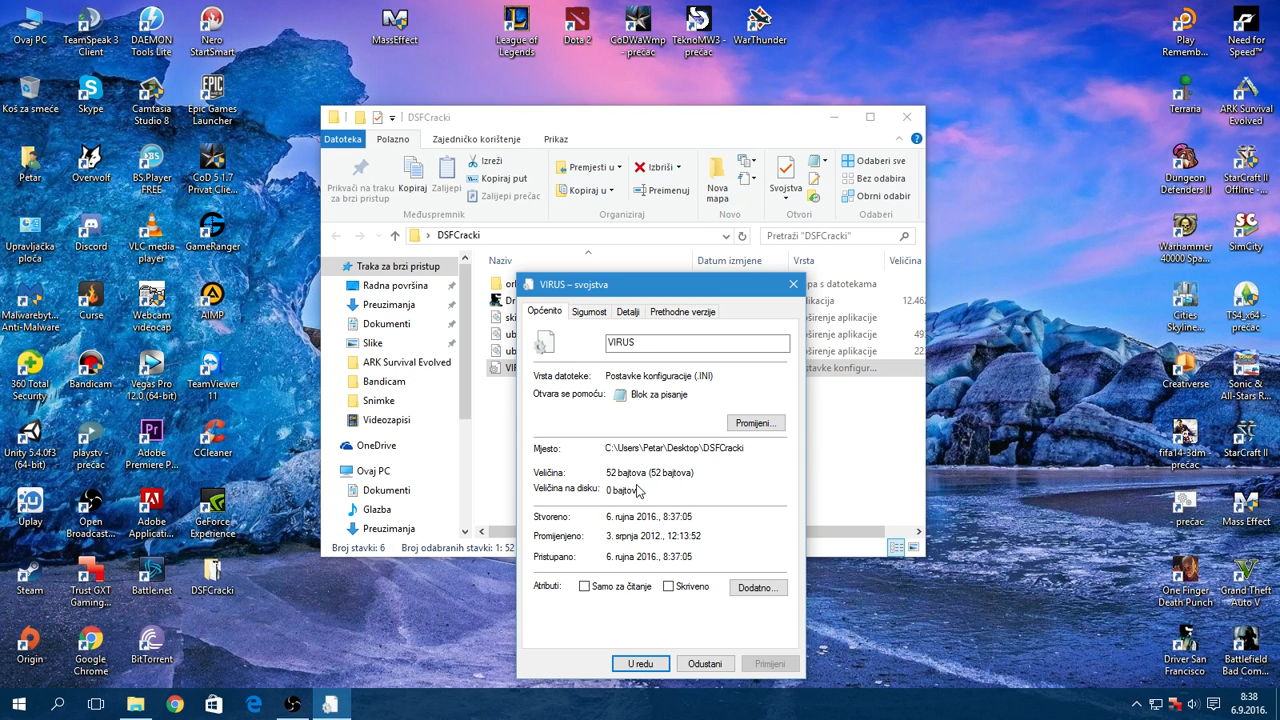 Ovaj PC
TeamSpeak 3 Client
DAEMON Tools Lite
Nero StartSmart
MassEffect
League of Legends
Dota 2
CoDWaWmp - prečac
TeknoMW3 - prečac
WarThunder
Play Rememb...
Need for Speed™
Koš za smeće
Skype
Camtasia Studio 8
Epic Games Launcher
Terraria
ARK Survival Evolved
Petar
Overwolf
BS.Player FREE
CoD 5 1.7 Privat Clie...
Dungeon Defenders II
StarCraft II Offline - ...
Upravljačka ploča
Discord
VLC media player
GameRanger
Warhammer 40000 Spa...
SimCity
Malwarebyt... Anti-Malware
Curse
Webcam videocap
AIMP
Cities Skyline...
TS4_x64 - prečac
360 Total Security
Bandicam
Vegas Pro 12.0 (64-bit)
TeamViewer 11
Creativerse
Sonic & All-Stars R...
Unity 5.4.0f3 (64-bit)
playstv - prečac
Adobe Premiere P...
CCleaner
fifa14-3dm - prečac
StarCraft II
Uplay
Open Broadcast...
Adobe Applicati...
GeForce Experience
- prečac
Mass Effect
Steam
Trust GXT Gaming...
Battle.net
DSFCracki
One Finger Death Punch
Grand Theft Auto V
Origin
Google Chrome
BitTorrent
Driver San Francisco
Battlefield Bad Com...
DSFCracki
Datoteka
Polazno
Zajedničko korištenje
Prikaz
Prikvači na traku za brzi pristup
Kopiraj
Zalijepi
Izreži
Kopiraj put
Zalijepi prečac
Međuspremnik
Premjesti u
Kopiraj u
Izbriši
Preimenuj
Organiziraj
Nova mapa
Novo
Svojstva
Otvori
Odaberi sve
Bez odabira
Obrni odabir
Odaberi
DSFCracki
Pretraži "DSFCracki"
Traka za brzi pristup
Radna površina
Preuzimanja
Dokumenti
Slike
ARK Survival Evolved
Bandicam
Snimke
Videozapisi
OneDrive
Ovaj PC
Dokumenti
Glazba
Preuzimanja
Naziv
Datum izmjene
Vrsta
Veličina
Broj stavki: 6
Broj odabranih stavki: 1: 52
VIRUS – svojstva
Općenito
Sigurnost
Detalji
Prethodne verzije
VIRUS
Vrsta datoteke: Postavke konfiguracije (.INI)
Otvara se pomoću: Blok za pisanje
Promijeni...
Mjesto: C:\Users\Petar\Desktop\DSFCracki
Veličina: 52 bajtova (52 bajtova)
Veličina na disku: 0 bajtova
Stvoreno: 6. rujna 2016., 8:37:05
Promijenjeno: 3. srpnja 2012., 12:13:52
Pristupano: 6. rujna 2016., 8:37:05
Atributi: Samo za čitanje Skriveno Dodatno...
U redu
Odustani
Primijeni
8:38
6.9.2016.